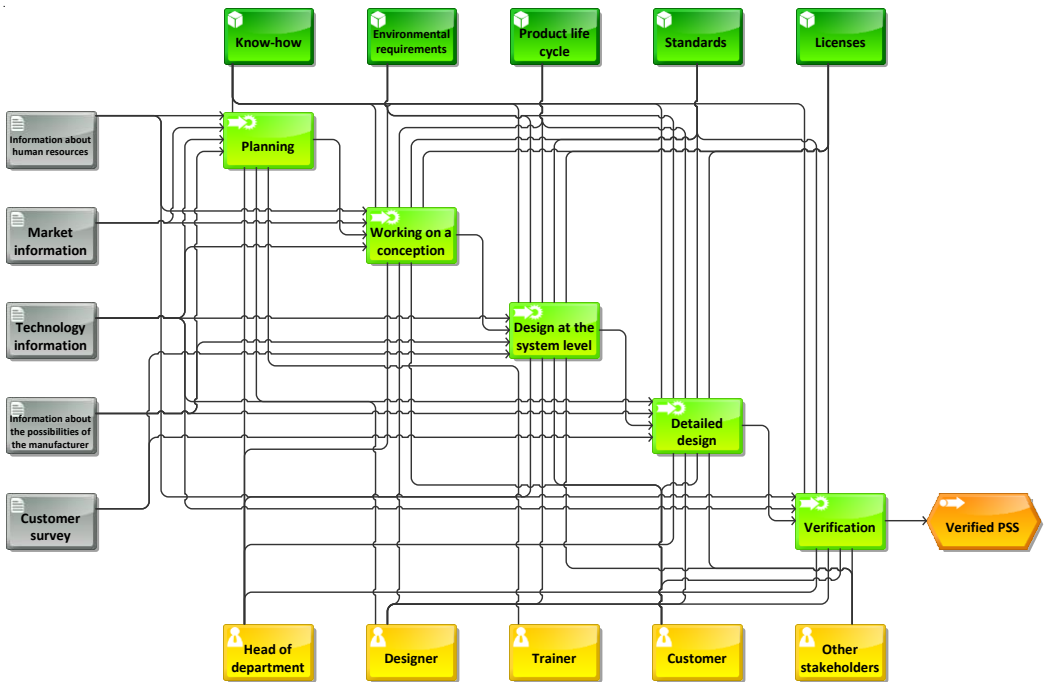 Know-how
Environmental
requirements
Product life
cycle
Standards
Licenses
Information about
human resources
Planning
Market
information
Working on a
conception
Technology
information
Design at the
system level
Information about
the possibilities of
the manufacturer
Detailed
design
Customer
survey
Verification
Verified PSS
Head of
department
Designer
Trainer
Customer
Other
stakeholders